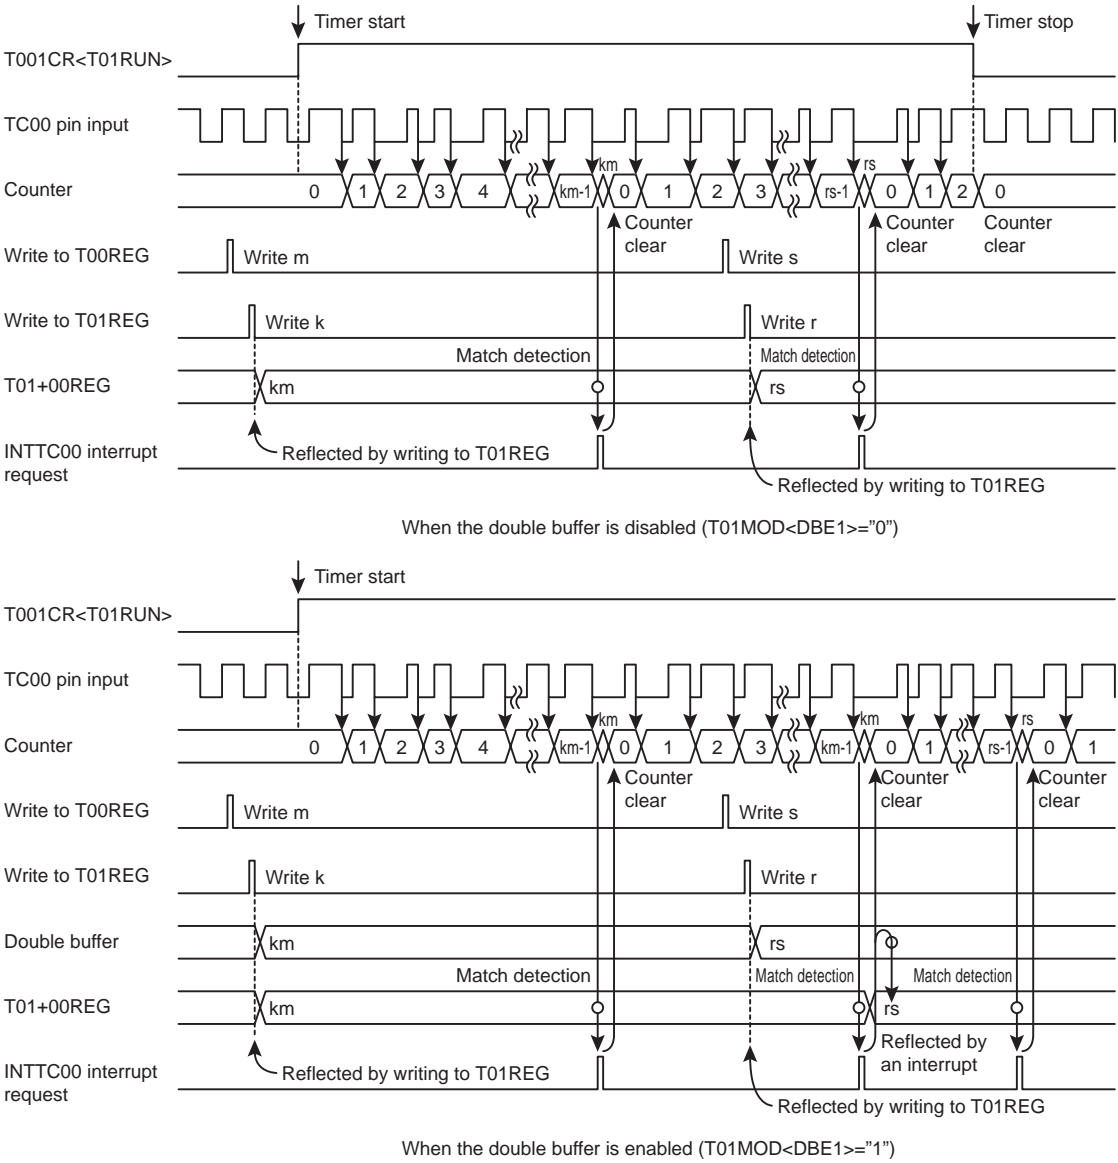 Timer start
Timer stop
T001CR<T01RUN>
TC00 pin input
km
rs
Counter
0 1 2 3 4 km-1 0 1 2 3 rs-1 0 1 2 0
Counter
clear
Counter
clear
Counter
clear
Write to T00REG
Write m
Write s
Write to T01REG
Write k
Write r
Match detection
Match detection
T01+00REG
km
rs
INTTC00 interrupt
request
Reflected by writing to T01REG
Reflected by writing to T01REG
When the double buffer is disabled (T01MOD<DBE1>=”0”)
Timer start
T001CR<T01RUN>
TC00 pin input
km
km
rs
Counter
0 1 2 3 4 km-1 0 1 2 3 km-1 0 1 rs-1 0 1
Counter
clear
Counter
clear
Counter
clear
Write to T00REG
Write m
Write s
Write to T01REG
Write k
Write r
Double buffer
km
rs
Match detection
Match detection
Match detection
T01+00REG
km
rs
Reflected by
an interrupt
INTTC00 interrupt
request
Reflected by writing to T01REG
Reflected by writing to T01REG
When the double buffer is enabled (T01MOD<DBE1>=”1”)